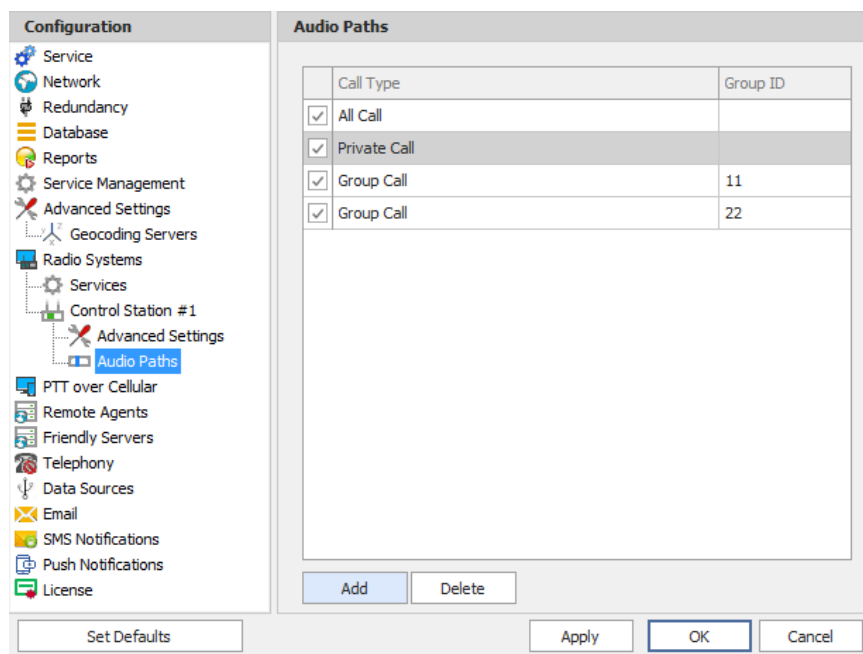 Configuration
Service
Network
Redundancy
Database
Reports
Service Management
Advanced Settings
Geocoding Servers
Radio Systems
Services
Control Station #1
Advanced Settings
Audio Paths
PTT over Cellular
Remote Agents
Friendly Servers
Telephony
Data Sources
Email
SMS Notifications
Push Notifications
License
Set Defaults
Audio Paths
Call Type Group ID
All Call
Private Call
Group Call 11
Group Call 22
Add Delete
Apply OK Cancel